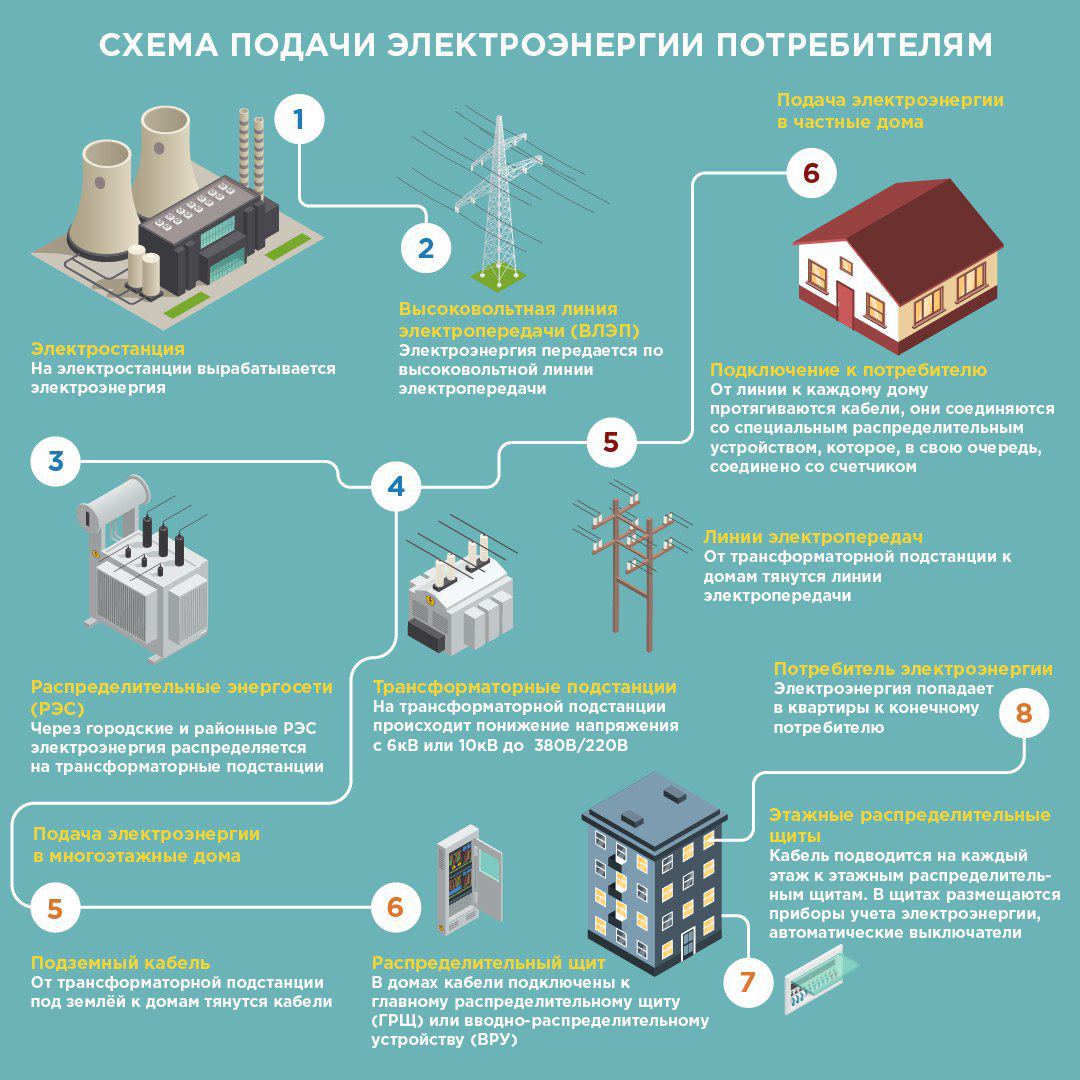 СХЕМА ПОДАЧИ ЭЛЕКТРОЭНЕРГИИ ПОТРЕБИТЕЛЯМ
1
Электростанция
На электростанции вырабатывается
электроэнергия
2
Высоковольтная линия
электропередачи (ВЛЭП)
Электроэнергия передается по
высоковольтной линии
электропередачи
3
Распределительные энергосети
(РЭС)
Через городские и районные РЭС
электроэнергия распределяется
на трансформаторные подстанции
4
Трансформаторные подстанции
На трансформаторной подстанции
происходит понижение напряжения
с 6кВ или 10кВ до 380В/220В
5
Линии электропередач
От трансформаторной подстанции к
домам тянутся линии
электропередачи
Подача электроэнергии
в частные дома
6
Подключение к потребителю
От линии к каждому дому
протягиваются кабели, они соединяются
со специальным распределительным
устройством, которое, в свою очередь,
соединено со счетчиком
Подача электроэнергии
в многоэтажные дома
5
Подземный кабель
От трансформаторной подстанции
под землёй к домам тянутся кабели
6
Распределительный щит
В домах кабели подключены к
главному распределительному щиту
(ГРЩ) или вводно-распределительному
устройству (ВРУ)
7
Этажные распределительные
щиты
Кабель подводится на каждый
этаж к этажным распределитель-
ным щитам. В щитах размещаются
приборы учета электроэнергии,
автоматические выключатели
8
Потребитель электроэнергии
Электроэнергия попадает
в квартиры к конечному
потребителю